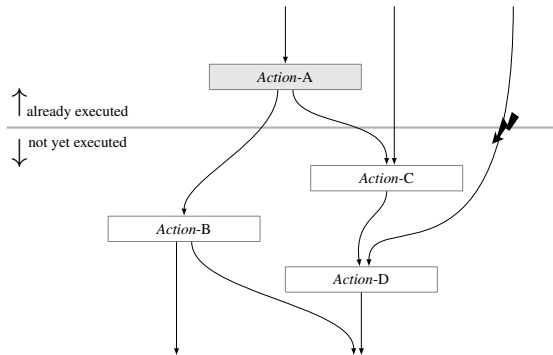 Action-A
already executed
not yet executed
Action-C
Action-B
Action-D